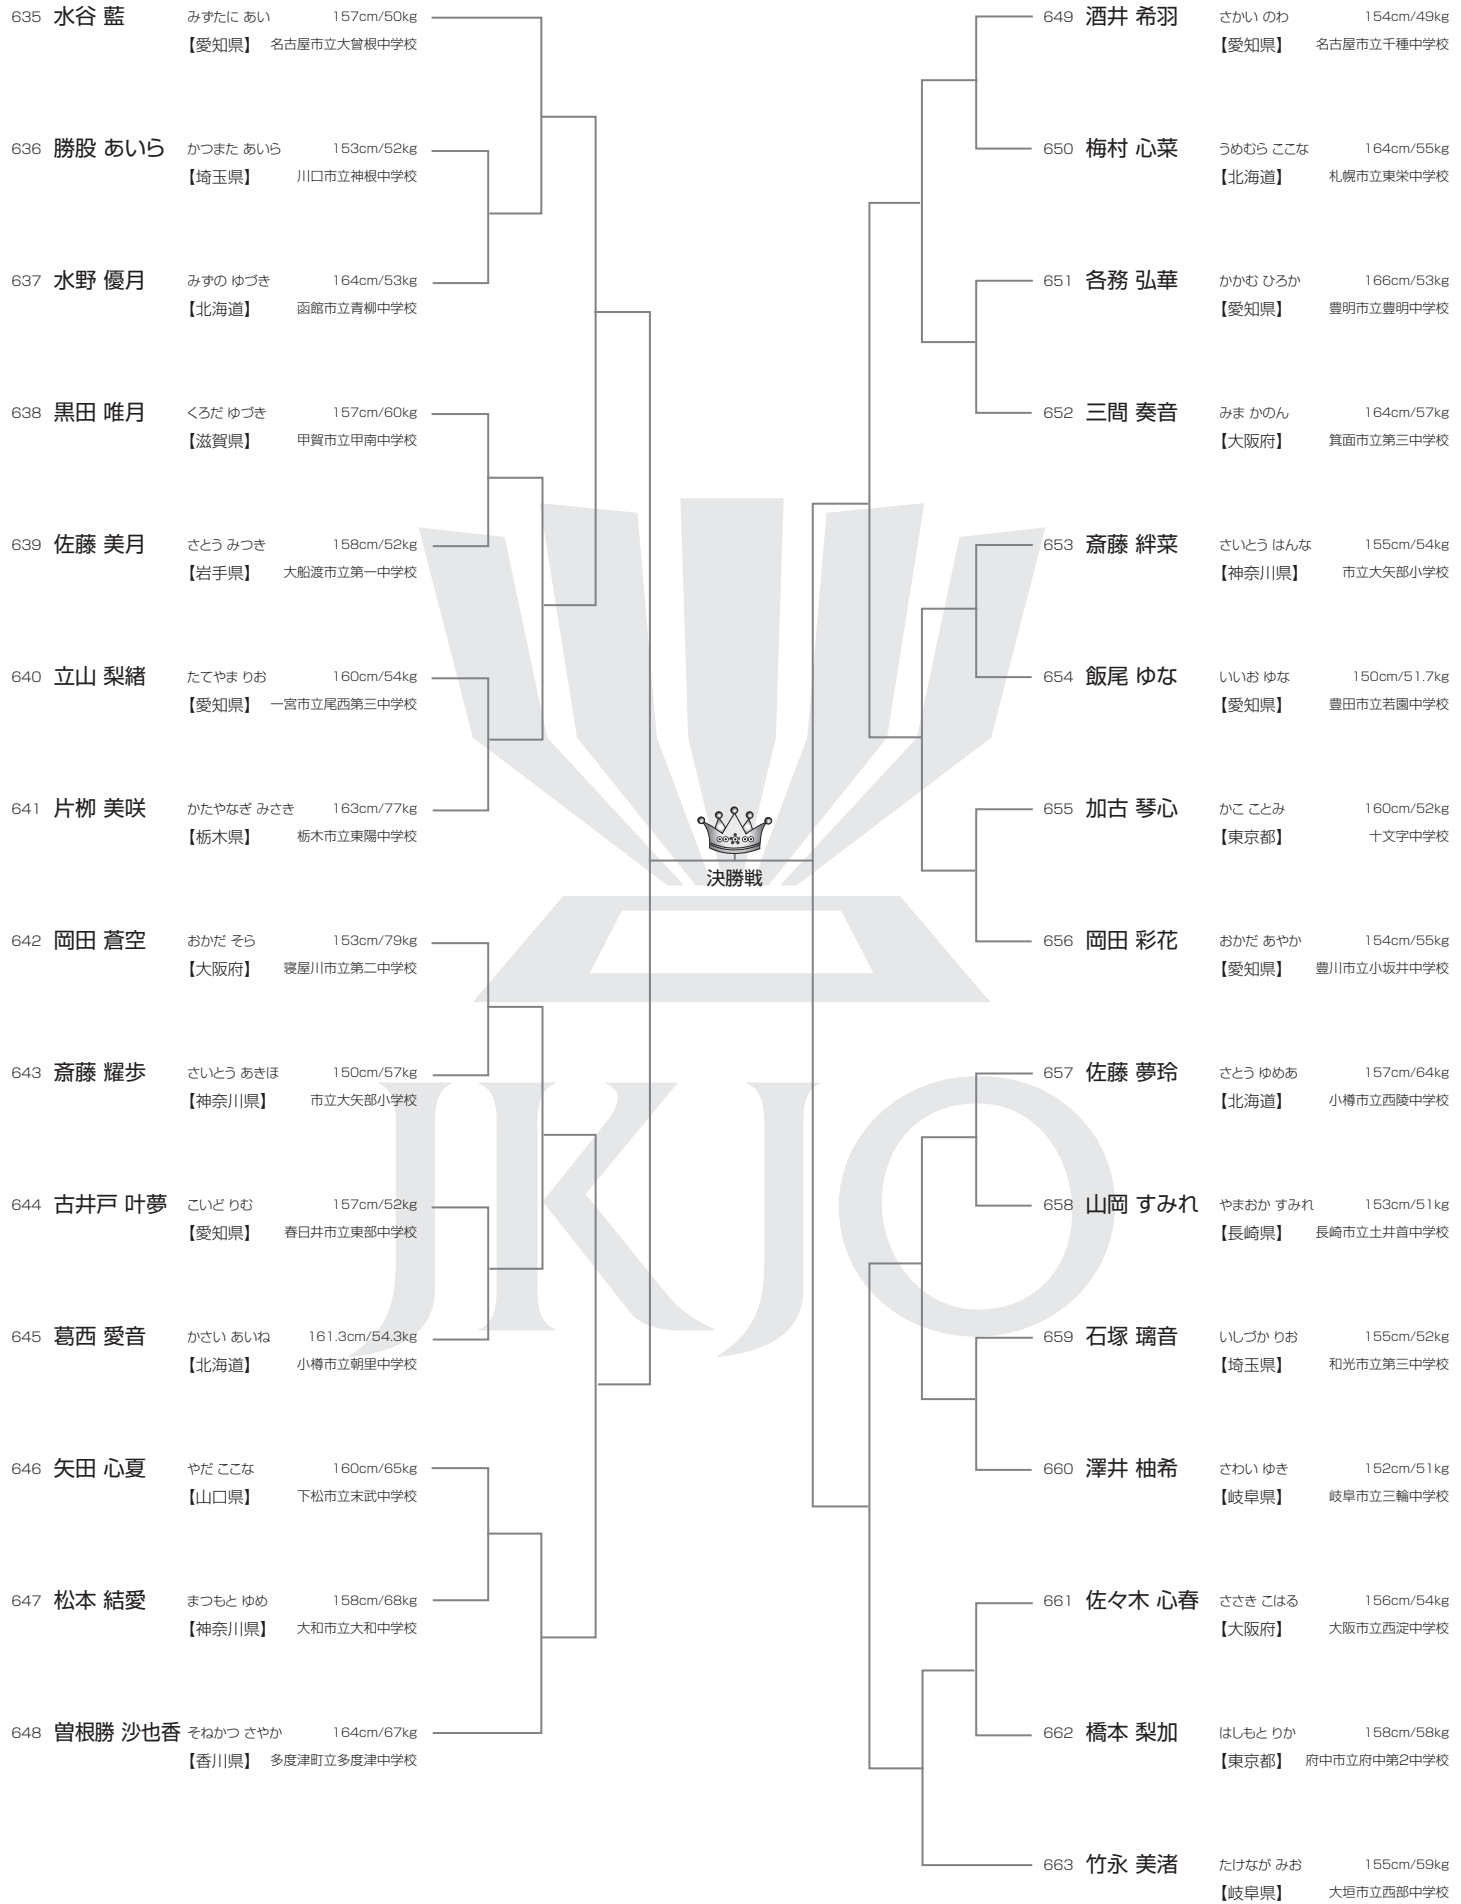 635 水谷 藍 みずたに あい 157cm/50kg
【愛知県】 名古屋市立大曾根中学校
636 勝股 あいら かつまた あいら 153cm/52kg
【埼玉県】 川口市立神根中学校
637 水野 優月 みずの ゆづき 164cm/53kg
【北海道】 函館市立青柳中学校
638 黒田 唯月 くろだ ゆづき 157cm/60kg
【滋賀県】 甲賀市立甲南中学校
639 佐藤 美月 さとう みつき 158cm/52kg
【岩手県】 大船渡市立第一中学校
640 立山 梨緒 たてやま りお 160cm/54kg
【愛知県】 一宮市立尾西第三中学校
641 片栁 美咲 かたやなぎ みさき 163cm/77kg
【栃木県】 栃木市立東陽中学校
642 岡田 蒼空 おかだ そら 153cm/79kg
【大阪府】 寝屋川市立第二中学校
643 斎藤 耀歩 さいとう あきほ 150cm/57kg
【神奈川県】 市立大矢部小学校
644 古井戸 叶夢 こいど りむ 157cm/52kg
【愛知県】 春日井市立東部中学校
645 葛西 愛音 かさい あいね 161.3cm/54.3kg
【北海道】 小樽市立朝里中学校
646 矢田 心夏 やだ ここな 160cm/65kg
【山口県】 下松市立末武中学校
647 松本 結愛 まつもと ゆめ 158cm/68kg
【神奈川県】 大和市立大和中学校
648 曽根勝 沙也香 そねかつ さやか 164cm/67kg
【香川県】 多度津町立多度津中学校
決勝戦
JKJO
649 酒井 希羽 さかい のわ 154cm/49kg
【愛知県】 名古屋市立千種中学校
650 梅村 心菜 うめむら ここな 164cm/55kg
【北海道】 札幌市立東栄中学校
651 各務 弘華 かかむ ひろか 166cm/53kg
【愛知県】 豊明市立豊明中学校
652 三間 奏音 みま かのん 164cm/57kg
【大阪府】 箕面市立第三中学校
653 斎藤 絆菜 さいとう はんな 155cm/54kg
【神奈川県】 市立大矢部小学校
654 飯尾 ゆな いいお ゆな 150cm/51.7kg
【愛知県】 豊田市立若園中学校
655 加古 琴心 かこ ことみ 160cm/52kg
【東京都】 十文字中学校
656 岡田 彩花 おかだ あやか 154cm/55kg
【愛知県】 豊川市立小坂井中学校
657 佐藤 夢玲 さとう ゆめあ 157cm/64kg
【北海道】 小樽市立西陵中学校
658 山岡 すみれ やまおか すみれ 153cm/51kg
【長崎県】 長崎市立土井首中学校
659 石塚 璃音 いしづか りお 155cm/52kg
【埼玉県】 和光市立第三中学校
660 澤井 柚希 さわい ゆき 152cm/51kg
【岐阜県】 岐阜市立三輪中学校
661 佐々木 心春 ささき こはる 156cm/54kg
【大阪府】 大阪市立西淀中学校
662 橋本 梨加 はしもと りか 158cm/58kg
【東京都】 府中市立府中第2中学校
663 竹永 美渚 たけなが みお 155cm/59kg
【岐阜県】 大垣市立西部中学校